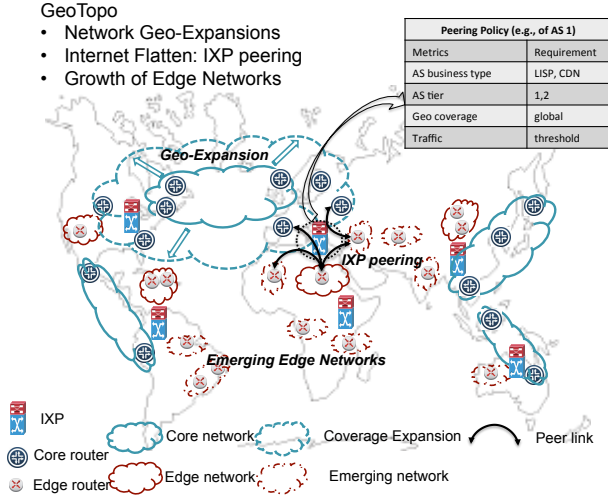 GeoTopo
• Network Geo-Expansions
• Internet Flatten: IXP peering
• Growth of Edge Networks
Peering Policy (e.g., of AS 1)
Metrics Requirement
AS business type LISP, CDN
AS tier 1,2
Geo coverage global
Traffic threshold
Geo-Expansion
IXP peering
Emerging Edge Networks
IXP
Core network Coverage Expansion Peer link
Core router
Edge network Emerging network
Edge router